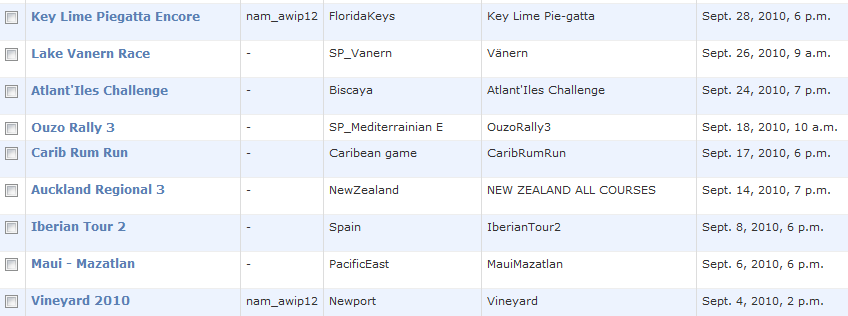 Key Lime Piegatta Encore nam_awip12 FloridaKeys Key Lime Pie-gatta Sept. 28, 2010, 6 p.m.
Lake Vanern Race - SP_Vanern Vänern Sept. 26, 2010, 9 a.m.
Atlant'Iles Challenge - Biscaya Atlant'Iles Challenge Sept. 24, 2010, 7 p.m.
Ouzo Rally 3 - SP_Mediterrainian E OuzoRally3 Sept. 18, 2010, 10 a.m.
Carib Rum Run - Caribean game CaribRumRun Sept. 17, 2010, 6 p.m.
Auckland Regional 3 - NewZealand NEW ZEALAND ALL COURSES Sept. 14, 2010, 7 p.m.
Iberian Tour 2 - Spain IberianTour2 Sept. 8, 2010, 6 p.m.
Maui - Mazatlan - PacificEast MauiMazatlan Sept. 6, 2010, 6 p.m.
Vineyard 2010 nam_awip12 Newport Vineyard Sept. 4, 2010, 2 p.m.